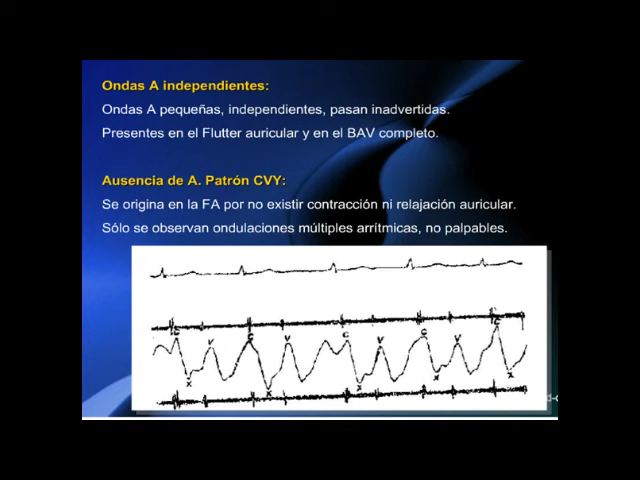 Ondas A independientes:
Ondas A pequeñas, independientes, pasan inadvertidas.
Presentes en el Flutter auricular y en el BAV completo.
Ausencia de A. Patrón CVY:
Se origina en la FA por no existir contracción ni relajación auricular.
Sólo se observan ondulaciones múltiples arrítmicas, no palpables.
C V C V C V C V C
X X X X X